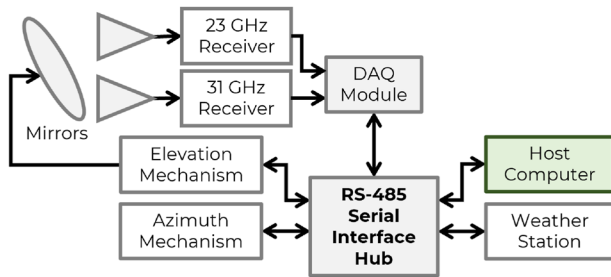 23 GHz
Receiver
31 GHz
Receiver
DAQ
Module
Mirrors
Elevation
Mechanism
Host
Computer
RS-485
Serial
Interface
Hub
Azimuth
Mechanism
Weather
Station